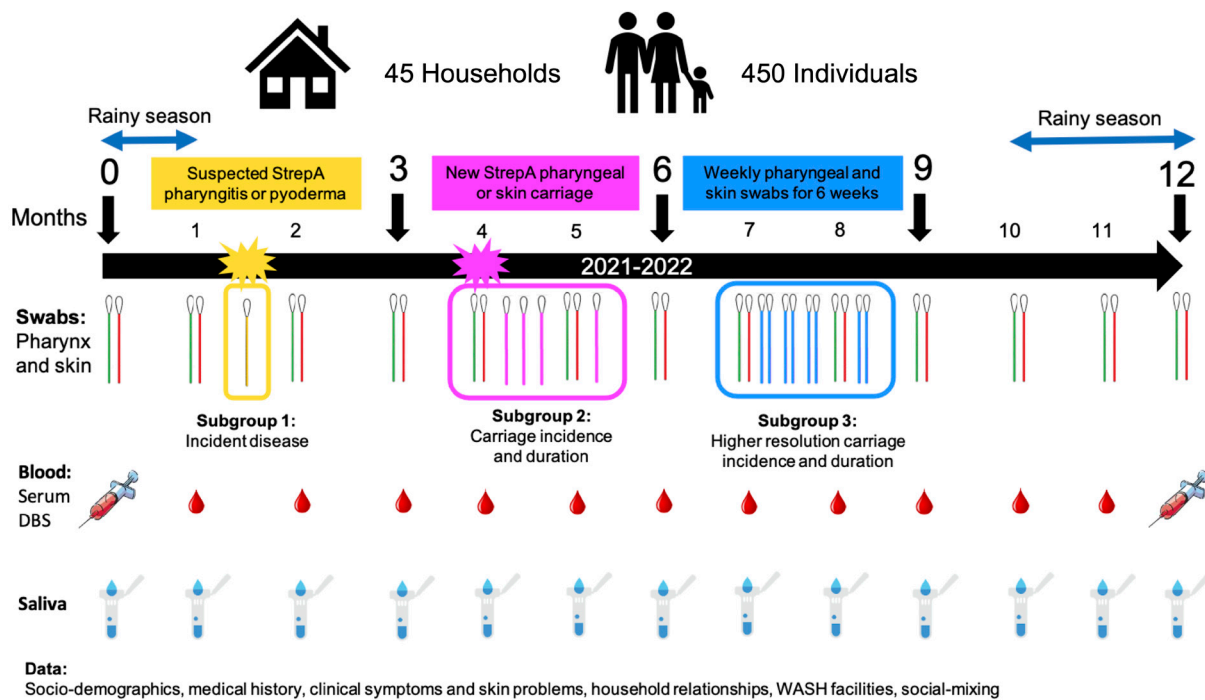 45 Households
450 Individuals
Rainy season
Rainy season
0
Suspected StrepA
pharyngitis or pyoderma
3
New StrepA pharyngeal
or skin carriage
6
Weekly pharyngeal and
skin swabs for 6 weeks
9
12
Months
1
2
4
5
7
8
10
11
2021-2022
Swabs:
Pharynx
and skin
Subgroup 1:
Incident disease
Subgroup 2:
Carriage incidence
and duration
Subgroup 3:
Higher resolution carriage
incidence and duration
Blood:
Serum
DBS
Saliva
Data:
Socio-demographics, medical history, clinical symptoms and skin problems, household relationships, WASH facilities, social-mixing